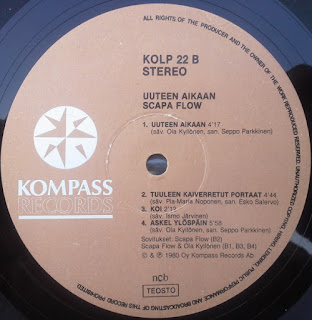 ALL RIGHTS OF THE PRODUCER AND THE OWNER OF THE WORK REPRODUCED RESERVED. UNAUTHORIZED COPYING, HIRING, LENDING, PUBLIC PERFORMANCE AND BROADCASTING OF THIS RECORD PROHIBITED.
KOLP 22 B
STEREO
UUTEEN AIKAAN
SCAPA FLOW
1. UUTEEN AIKAAN 4'17
(säv. Ola Kyllönen, san. Seppo Parkkinen)
KOMPASS
RECORDS
2. TUULEEN KAIVERRETUT PORTAAT 4'44
(säv. Pia-Maria Noponen, san. Esko Salervo)
3. KOI 2'12
(säv. Ismo Järvinen)
4. ASKEL YLÖSPÄIN 5'56
(säv. Ola Kyllönen, san. Seppo Parkkinen)
Sovitukset: Scapa Flow (B2)
Scapa Flow & Ola Kyllönen (B1, B3, B4)
© & ℗ 1980 Oy Kompass Records Ab
ncb
TEOSTO